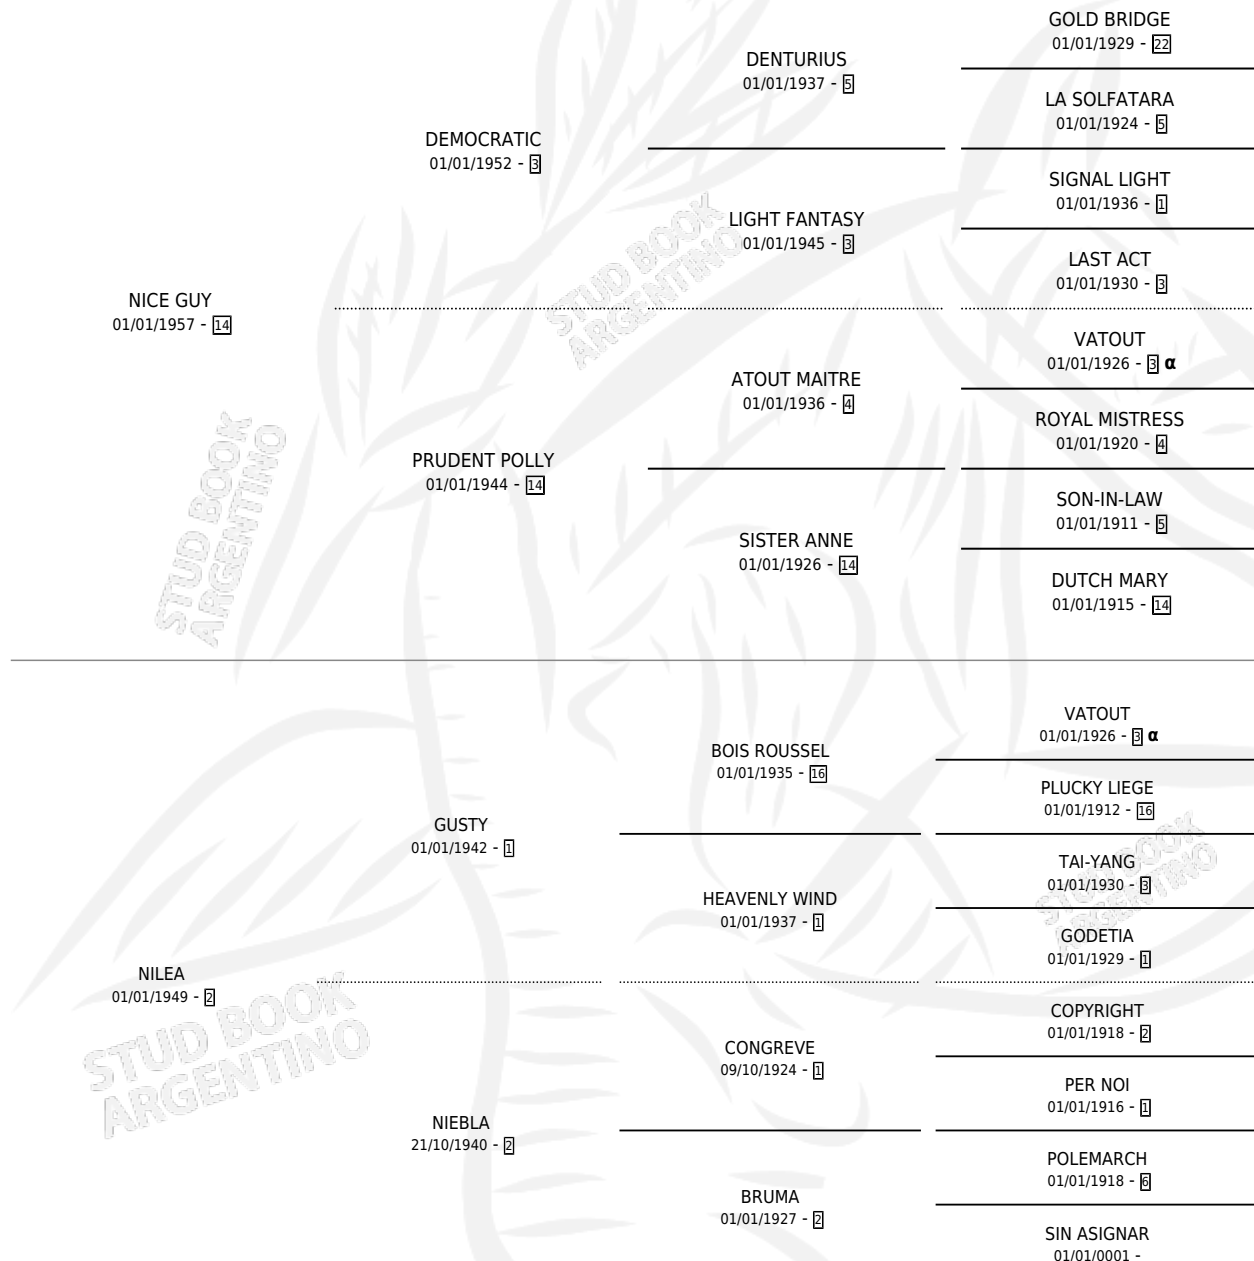 GOLD BRIDGE
01/01/1929 - 22
DENTURIUS
01/01/1937 - 5
LA SOLFATARA
01/01/1924 - 5
DEMOCRATIC
01/01/1952 - 3
SIGNAL LIGHT
01/01/1936 - 1
LIGHT FANTASY
01/01/1945 - 3
LAST ACT
01/01/1930 - 3
NICE GUY
01/01/1957 - 14
VATOUT
01/01/1926 - 3 α
ATOUT MAITRE
01/01/1936 - 4
ROYAL MISTRESS
01/01/1920 - 4
PRUDENT POLLY
01/01/1944 - 14
SON-IN-LAW
01/01/1911 - 5
SISTER ANNE
01/01/1926 - 14
DUTCH MARY
01/01/1915 - 14
VATOUT
01/01/1926 - 3 α
BOIS ROUSSEL
01/01/1935 - 16
PLUCKY LIEGE
01/01/1912 - 16
GUSTY
01/01/1942 - 1
TAI-YANG
01/01/1930 - 3
HEAVENLY WIND
01/01/1937 - 1
GODETIA
01/01/1929 - 1
NILEA
01/01/1949 - 2
COPYRIGHT
01/01/1918 - 2
CONGREVE
09/10/1924 - 1
PER NOI
01/01/1916 - 1
NIEBLA
21/10/1940 - 2
POLEMARCH
01/01/1918 - 6
BRUMA
01/01/1927 - 2
SIN ASIGNAR
01/01/0001 -
STUD BOOK
ARGENTINO
STUD BOOK
ARGENTINO
STUD BOOK
ARGENTINO
STUD BOOK
ARGENTINO